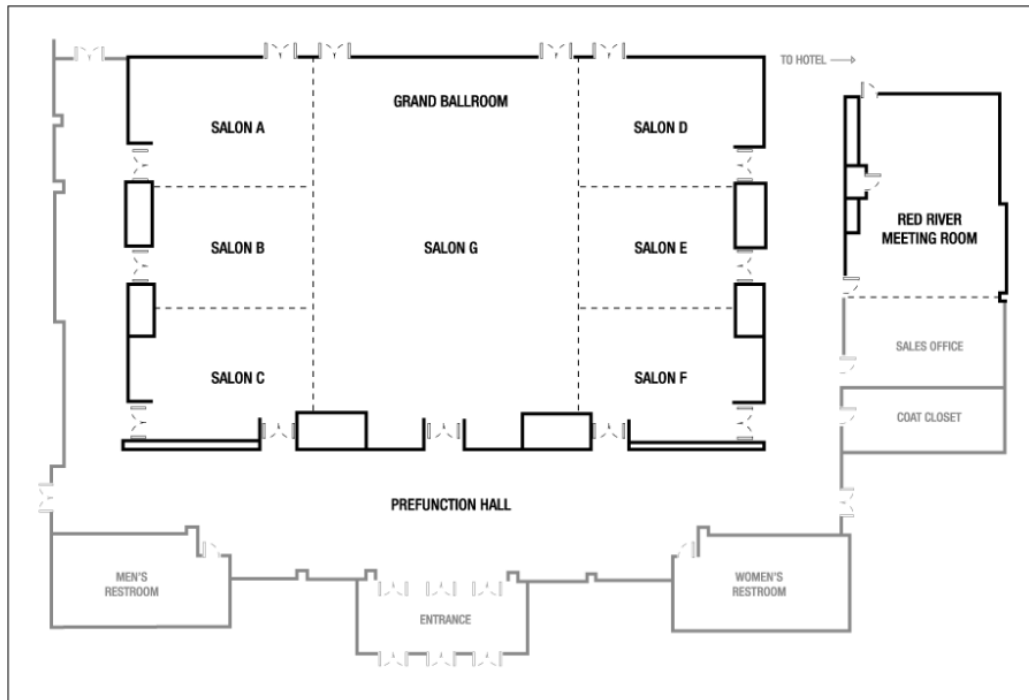 TO HOTEL
GRAND BALLROOM
SALON A
SALON D
SALON B
SALON G
SALON E
RED RIVER
MEETING ROOM
SALON C
SALON F
SALES OFFICE
COAT CLOSET
PREFUNCTION HALL
MEN'S
RESTROOM
ENTRANCE
WOMEN'S
RESTROOM